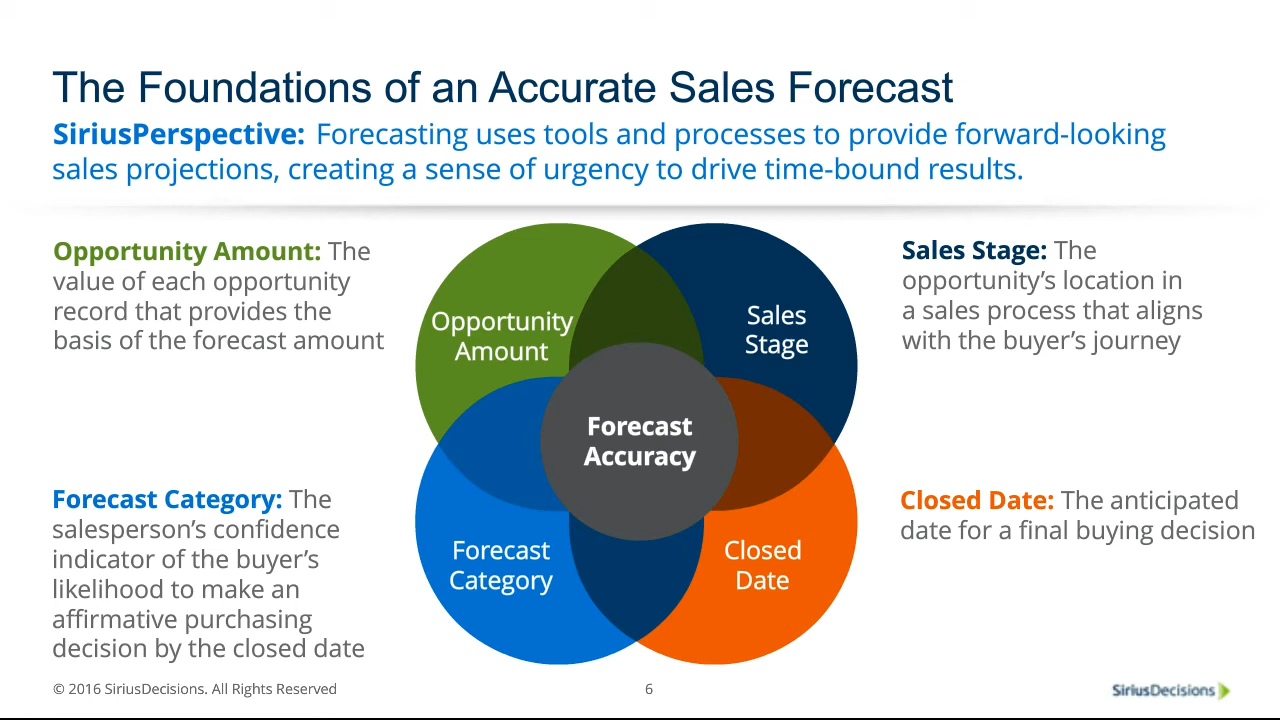 The Foundations of an Accurate Sales Forecast
SiriusPerspective: Forecasting uses tools and processes to provide forward-looking
sales projections, creating a sense of urgency to drive time-bound results.
Opportunity Amount: The
value of each opportunity
record that provides the
basis of the forecast amount
Opportunity
Amount
Sales
Stage
Sales Stage: The
opportunity's location in
a sales process that aligns
with the buyer's journey
Forecast
Accuracy
Forecast Category: The
salesperson's confidence
indicator of the buyer's
likelihood to make an
affirmative purchasing
decision by the closed date
Forecast
Category
Closed
Date
Closed Date: The anticipated
date for a final buying decision
© 2016 SiriusDecisions. All Rights Reserved
6
SiriusDecisions